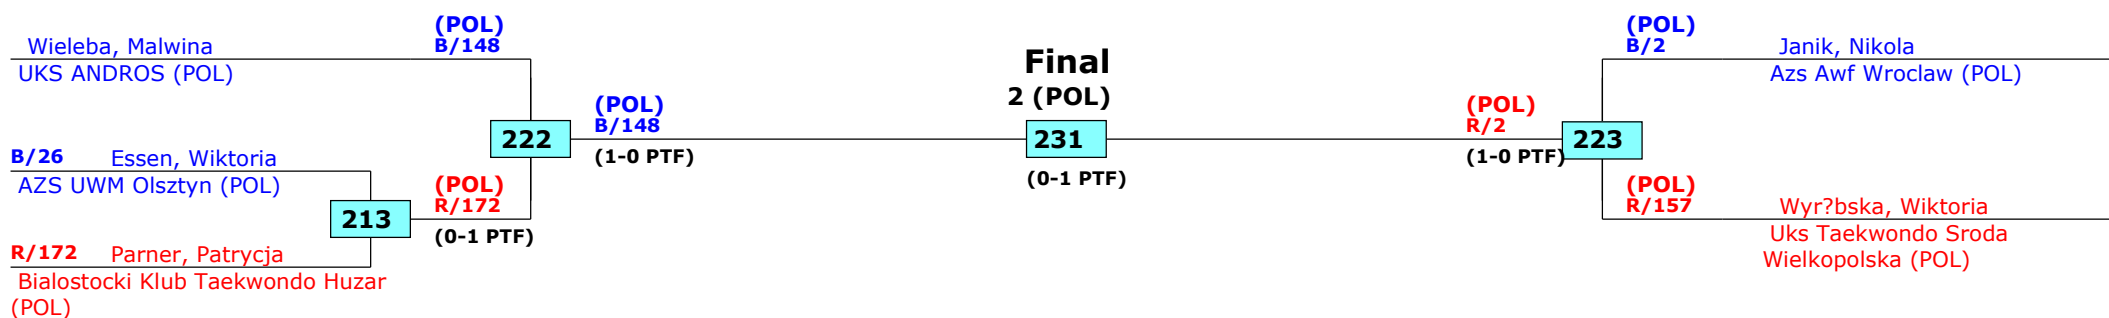 (POL)
B/148
Wieleba, Malwina
UKS ANDROS (POL)
222
(POL)
B/148
(1-0 PTF)
B/26 Essen, Wiktoria
AZS UWM Olsztyn (POL)
213
(POL)
R/172
(0-1 PTF)
R/172 Parner, Patrycja
Bialostocki Klub Taekwondo Huzar
(POL)
Final
2 (POL)
231
(0-1 PTF)
(POL)
R/2
(1-0 PTF)
223
(POL)
B/2
Janik, Nikola
Azs Awf Wroclaw (POL)
(POL)
R/157
Wyr?bska, Wiktoria
Uks Taekwondo Sroda
Wielkopolska (POL)